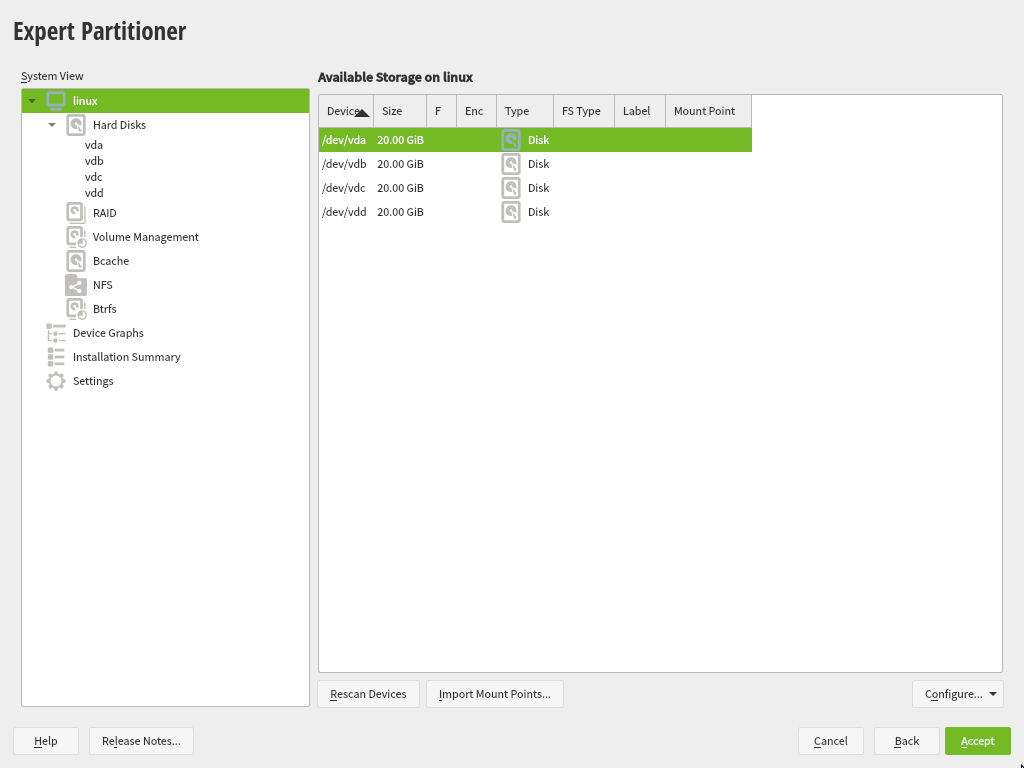 Expert Partitioner
System View
linux
Hard Disks
vda
vdb
vdc
vdd
RAID
Volume Management
Bcache
NFS
Btrfs
Device Graphs
Installation Summary
Settings
Available Storage on linux
Device Size F Enc Type FS Type Label Mount Point
/dev/vda 20.00 GiB Disk
/dev/vdb 20.00 GiB Disk
/dev/vdc 20.00 GiB Disk
/dev/vdd 20.00 GiB Disk
Rescan Devices Import Mount Points... Configure...
Help Release Notes... Cancel Back Accept